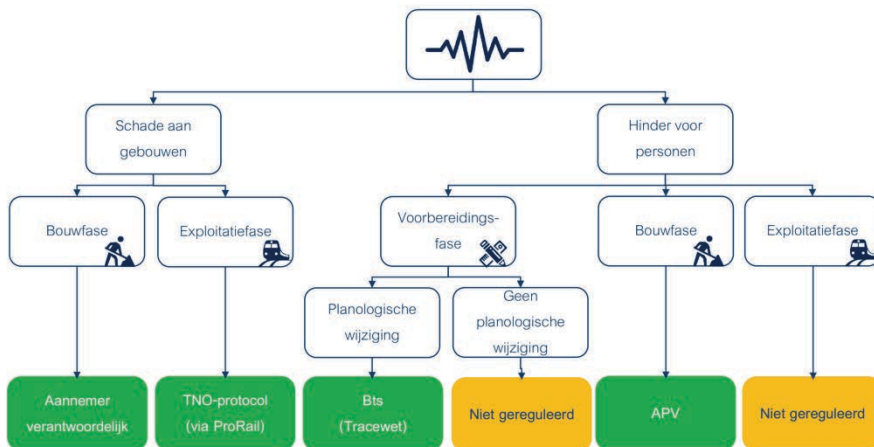 Schade aan
gebouwen
Hinder voor
personen
Bouwfase
Exploitatiefase
Voorbereidings-
fase
Bouwfase
Exploitatiefase
Planologische
wijziging
Geen
planologische
wijziging
Aannemer
verantwoordelijk
TNO-protocol
(via ProRail)
Bts
(Tracewet)
Niet gereguleerd
APV
Niet gereguleerd